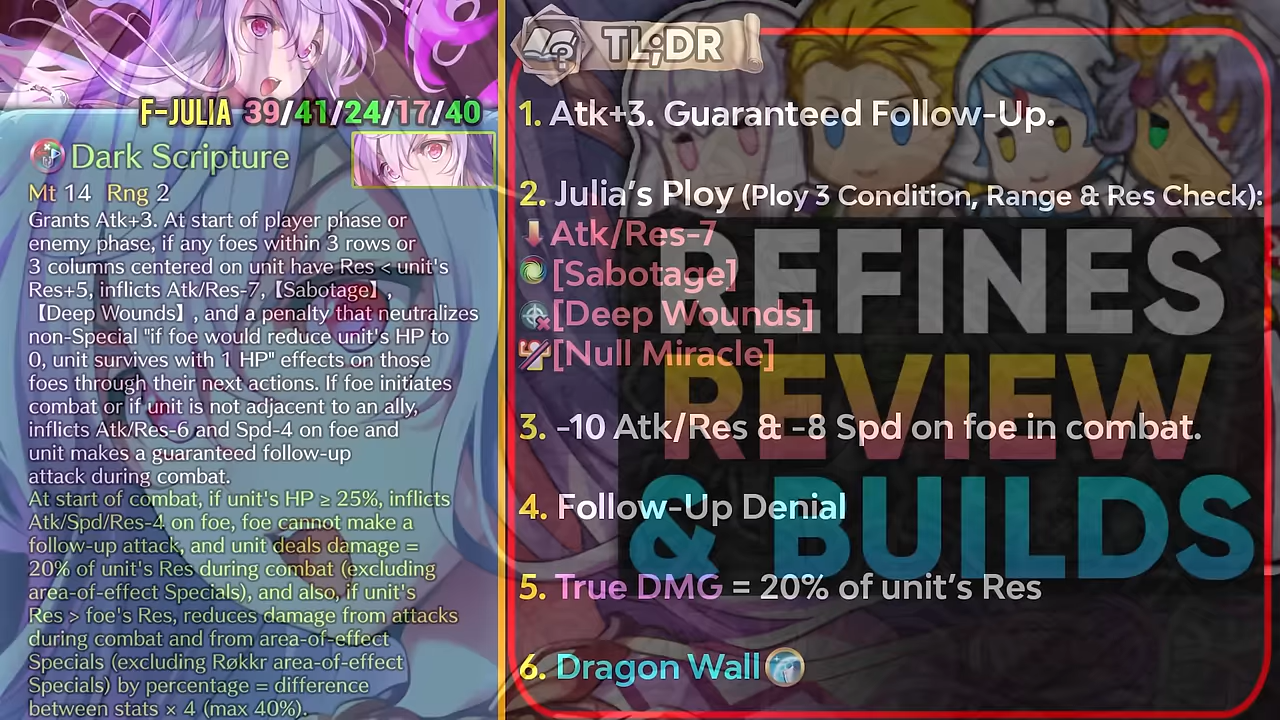 F-JULIA 39/41/24/17/40
Dark Scripture
Mt 14 Rng 2
Grants Atk+3. At start of player phase or
enemy phase, if any foes within 3 rows or
3 columns centered on unit have Res < unit's
Res+5, inflicts Atk/Res-7,【Sabotage】,
【Deep Wounds】, and a penalty that neutralizes
non-Special "if foe would reduce unit's HP to
0, unit survives with 1 HP" effects on those
foes through their next actions. If foe initiates
combat or if unit is not adjacent to an ally,
inflicts Atk/Res-6 and Spd-4 on foe and
unit makes a guaranteed follow-up
attack during combat.
At start of combat, if unit's HP ≥ 25%, inflicts
Atk/Spd/Res-4 on foe, foe cannot make a
follow-up attack, and unit deals damage =
20% of unit's Res during combat (excluding
area-of-effect Specials), and also, if unit's
Res > foe's Res, reduces damage from attacks
during combat and from area-of-effect
Specials (excluding Røkkr area-of-effect
Specials) by percentage = difference
between stats × 4 (max 40%).
TL;DR
1. Atk+3. Guaranteed Follow-Up.
2. Julia's Ploy (Ploy 3 Condition, Range & Res Check):
Atk/Res-7
[Sabotage]
[Deep Wounds]
[Null Miracle]
3. -10 Atk/Res & -8 Spd on foe in combat.
4. Follow-Up Denial
5. True DMG = 20% of unit's Res
6. Dragon Wall
REFINES
REVIEW
& BUILDS